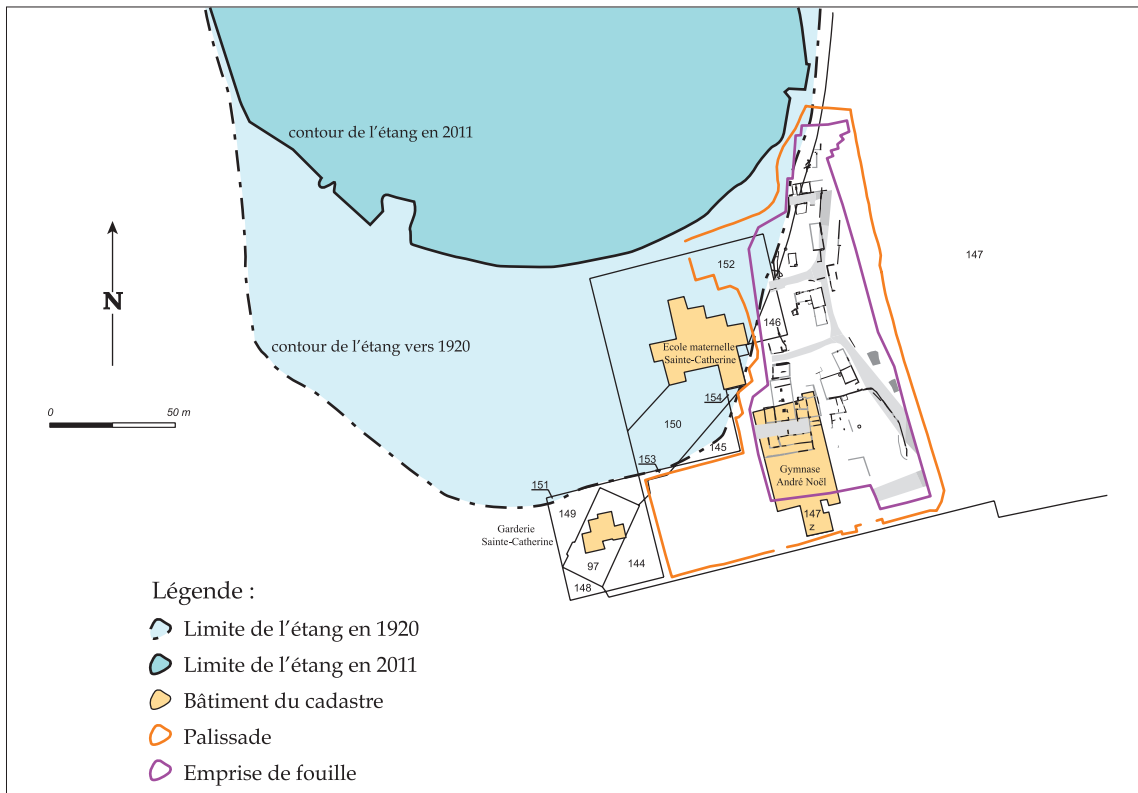 contour de l'étang en 2011
147
152
N
146
contour de l'étang vers 1920
Ecole maternelle
Sainte-Catherine
154
0
50 m
150
145
153
Gymnase
André Noël
151
149
147
z
Garderie
Sainte-Catherine
97
144
148
Légende :
Limite de l'étang en 1920
Limite de l'étang en 2011
Bâtiment du cadastre
Palissade
Emprise de fouille